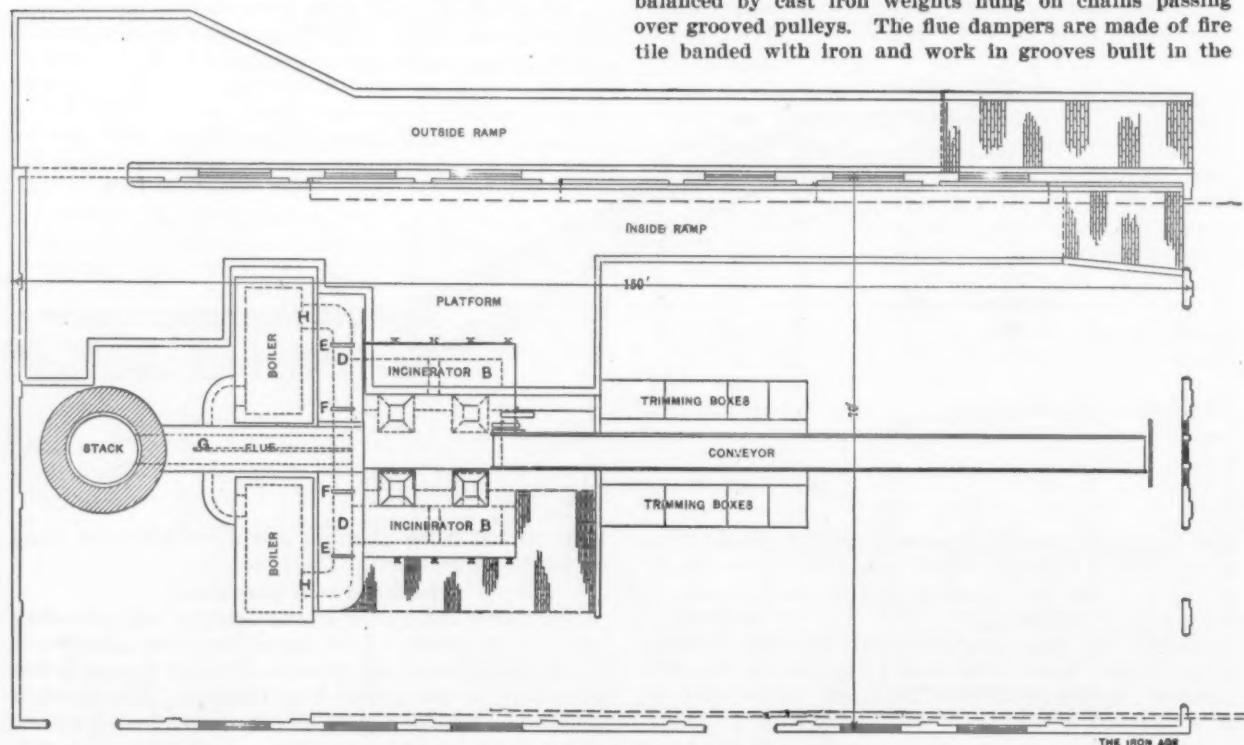 balanced by cast iron weights hung on chains passing
over grooved pulleys. The flue dampers are made of fire
tile banded with iron and work in grooves built in the
OUTSIDE RAMP
INSIDE RAMP
150'
PLATFORM
BOILER
H
E
D
INCINERATOR B
F
TRIMMING BOXES
STACK
G FLUE
CONVEYOR
F
TRIMMING BOXES
D
INCINERATOR B
BOILER
E
H
THE IRON AGE